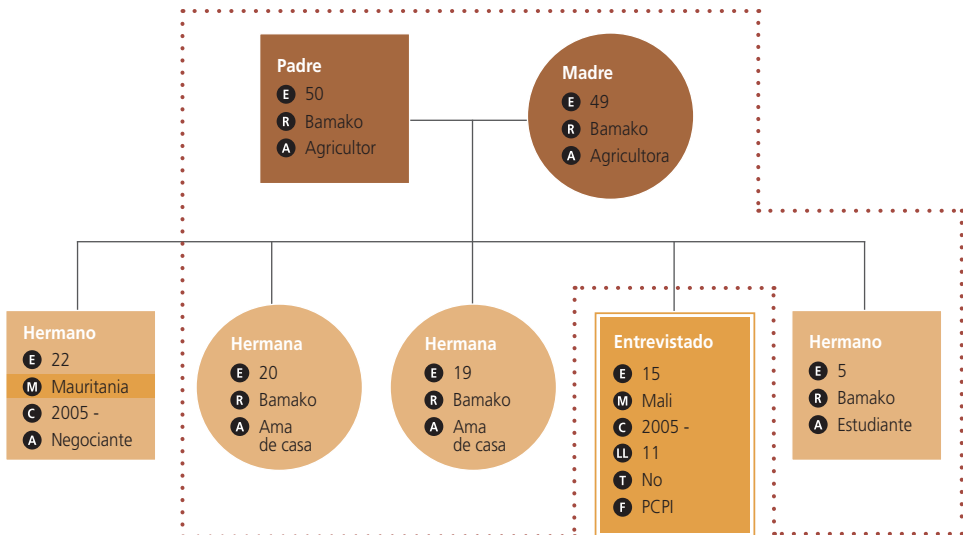 Padre
E 50
R Bamako
A Agricultor
Madre
E 49
R Bamako
A Agricultora
Hermano
E 22
M Mauritania
C 2005 -
A Negociante
Hermana
E 20
R Bamako
A Ama
de casa
Hermana
E 19
R Bamako
A Ama
de casa
Entrevistado
E 15
M Mali
C 2005 -
LL 11
T No
F PCPI
Hermano
E 5
R Bamako
A Estudiante